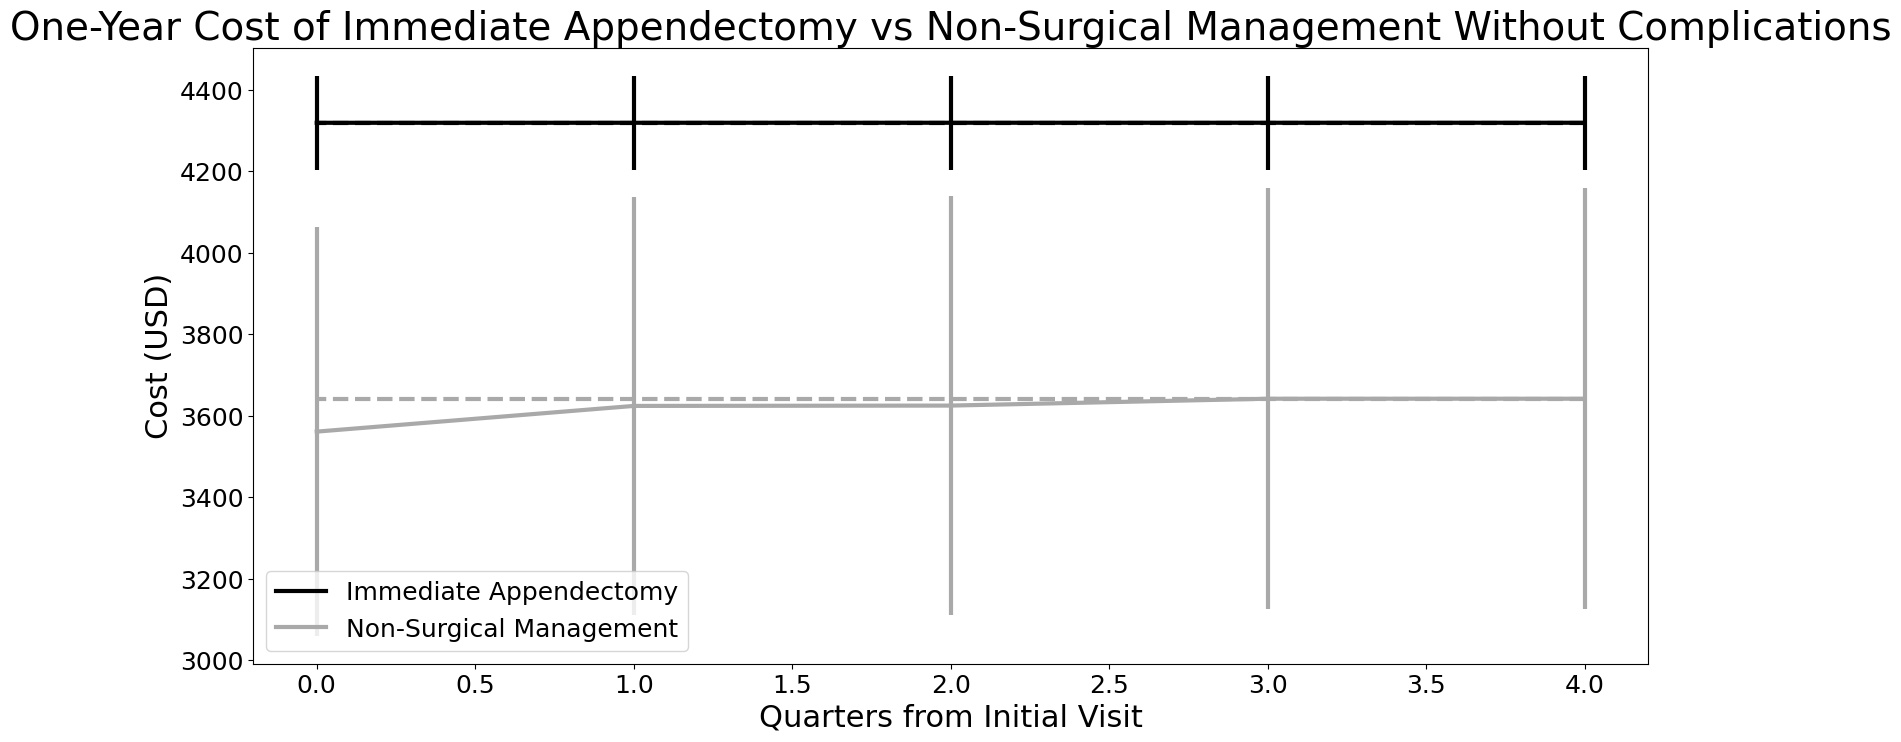 One-Year Cost of Immediate Appendectomy vs Non-Surgical Management Without Complications
Cost (USD)
4400
4200
4000
3800
3600
3400
3200
3000
Immediate Appendectomy
Non-Surgical Management
0.0 0.5 1.0 1.5 2.0 2.5 3.0 3.5 4.0
Quarters from Initial Visit